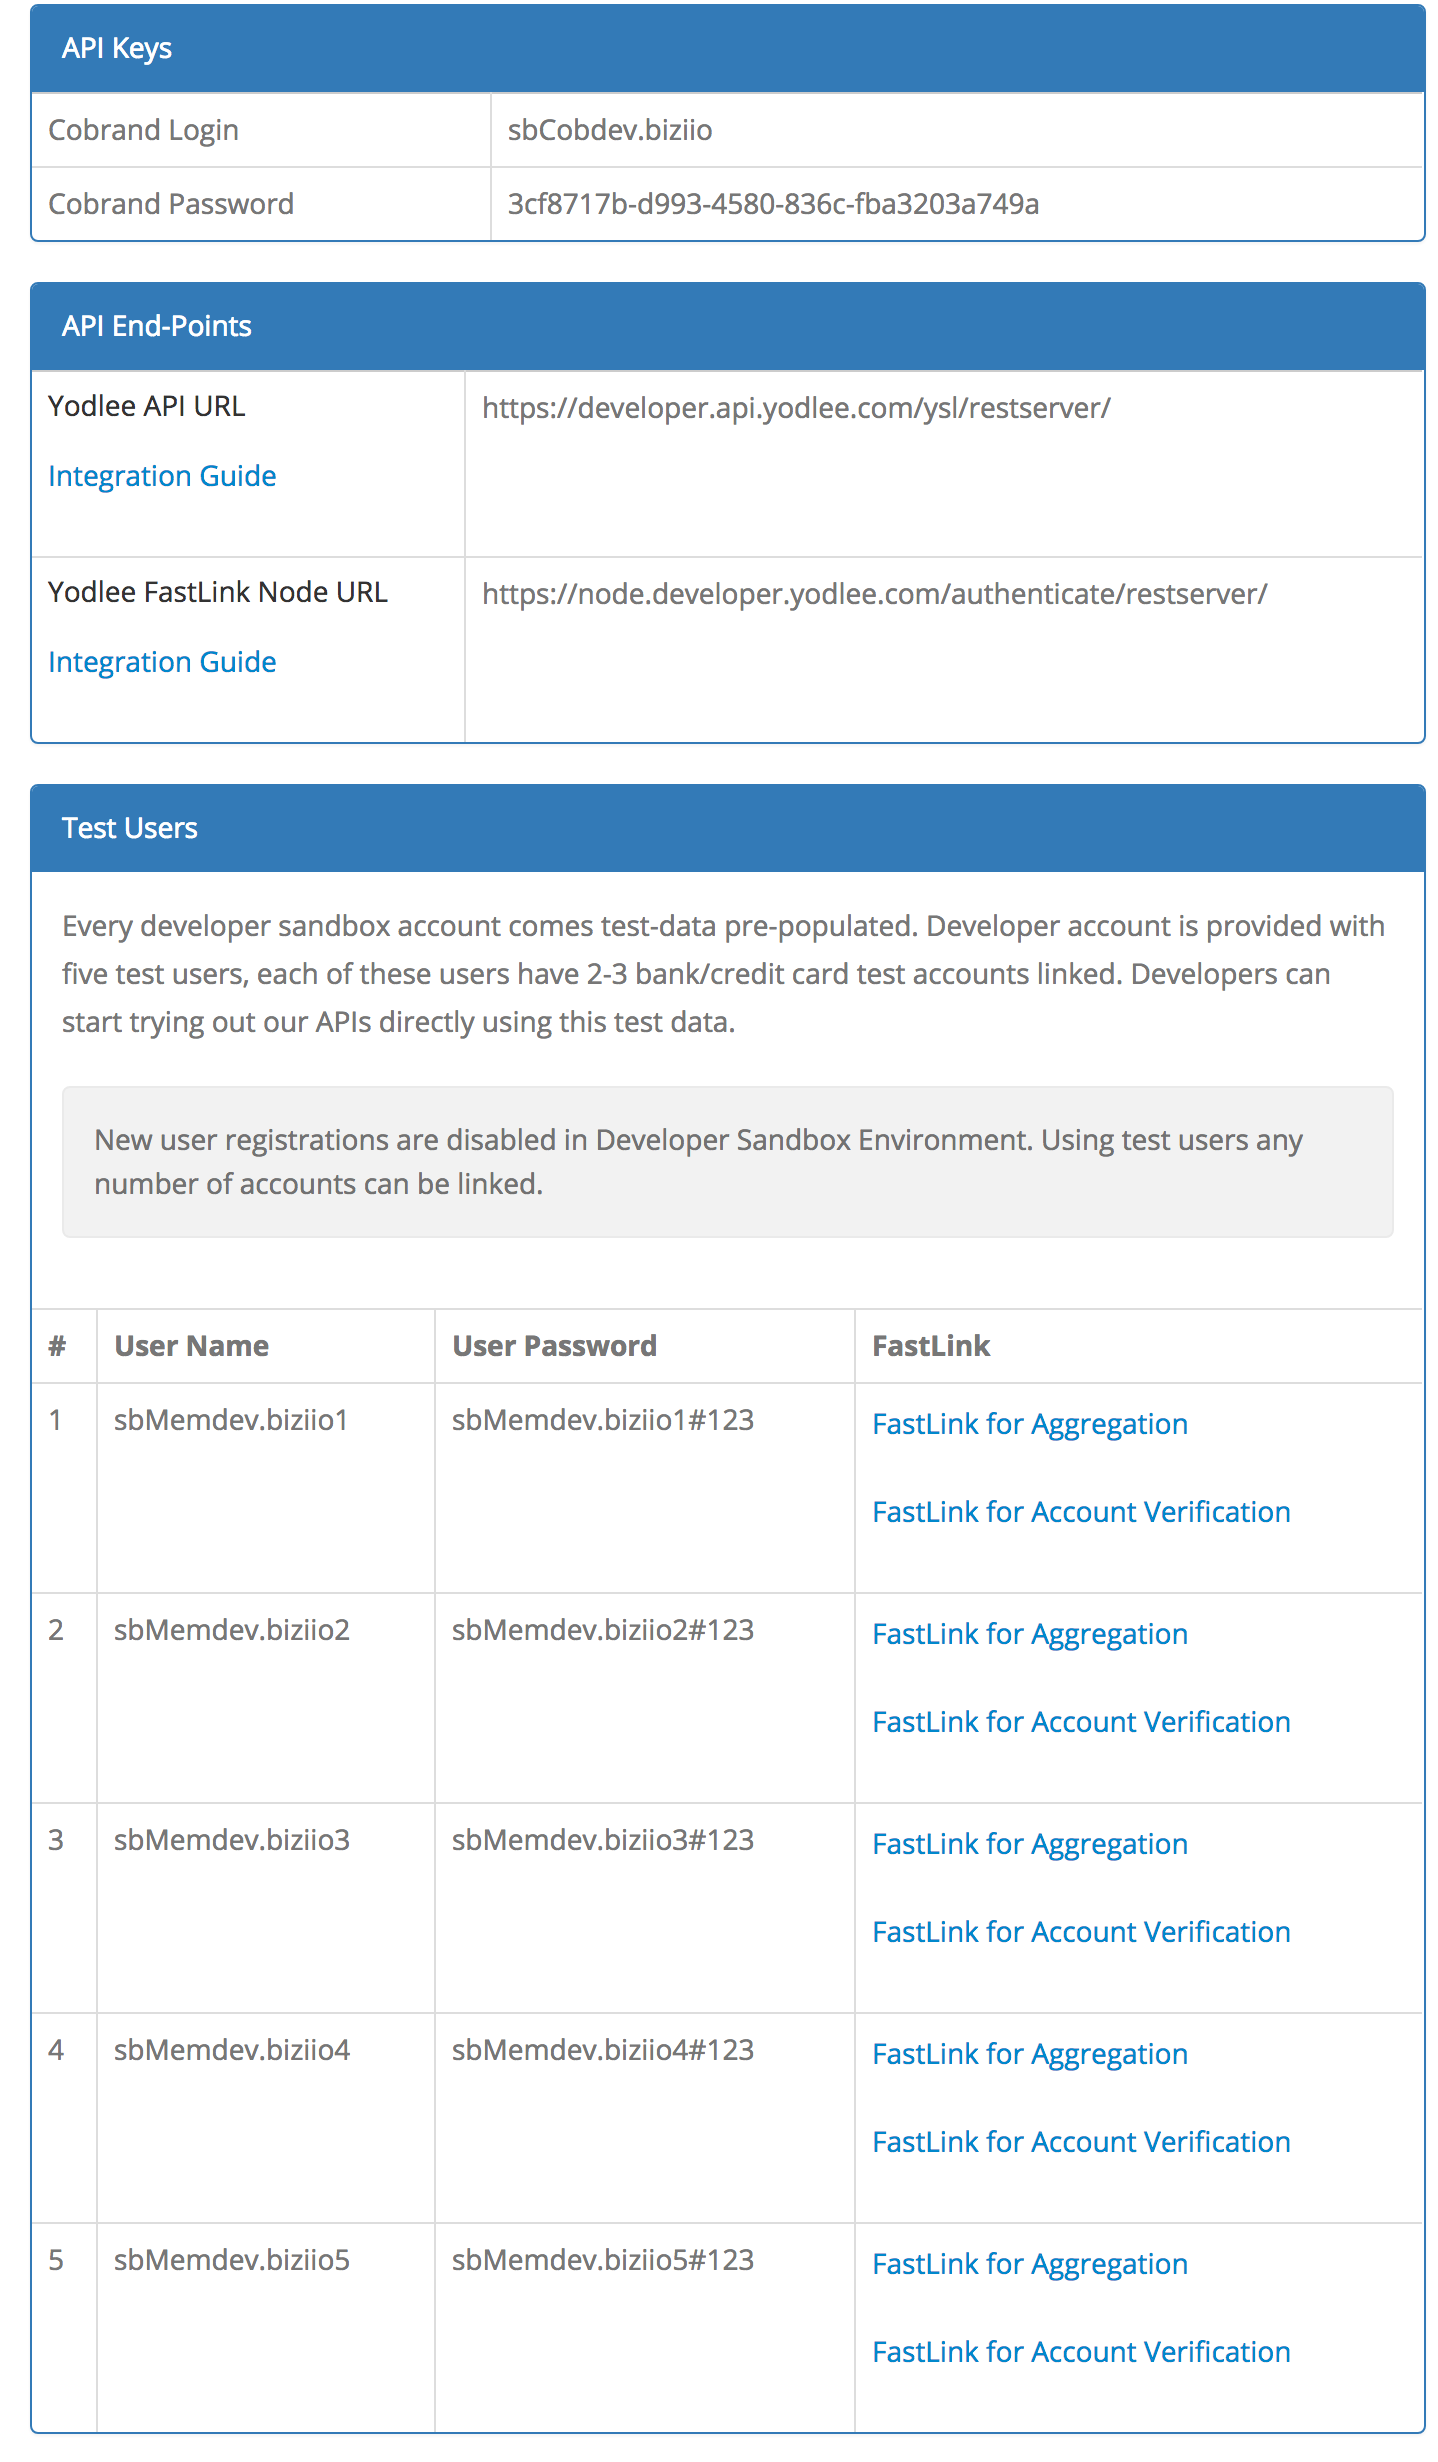 API Keys
Cobrand Login sbCobdev.biziio
Cobrand Password 3cf8717b-d993-4580-836c-fba3203a749a
API End-Points
Yodlee API URL https://developer.api.yodlee.com/ysl/restserver/
Integration Guide
Yodlee FastLink Node URL https://node.developer.yodlee.com/authenticate/restserver/
Integration Guide
Test Users
Every developer sandbox account comes test-data pre-populated. Developer account is provided with
five test users, each of these users have 2-3 bank/credit card test accounts linked. Developers can
start trying out our APIs directly using this test data.
New user registrations are disabled in Developer Sandbox Environment. Using test users any
number of accounts can be linked.
# User Name User Password FastLink
1 sbMemdev.biziio1 sbMemdev.biziio1#123 FastLink for Aggregation
FastLink for Account Verification
2 sbMemdev.biziio2 sbMemdev.biziio2#123 FastLink for Aggregation
FastLink for Account Verification
3 sbMemdev.biziio3 sbMemdev.biziio3#123 FastLink for Aggregation
FastLink for Account Verification
4 sbMemdev.biziio4 sbMemdev.biziio4#123 FastLink for Aggregation
FastLink for Account Verification
5 sbMemdev.biziio5 sbMemdev.biziio5#123 FastLink for Aggregation
FastLink for Account Verification